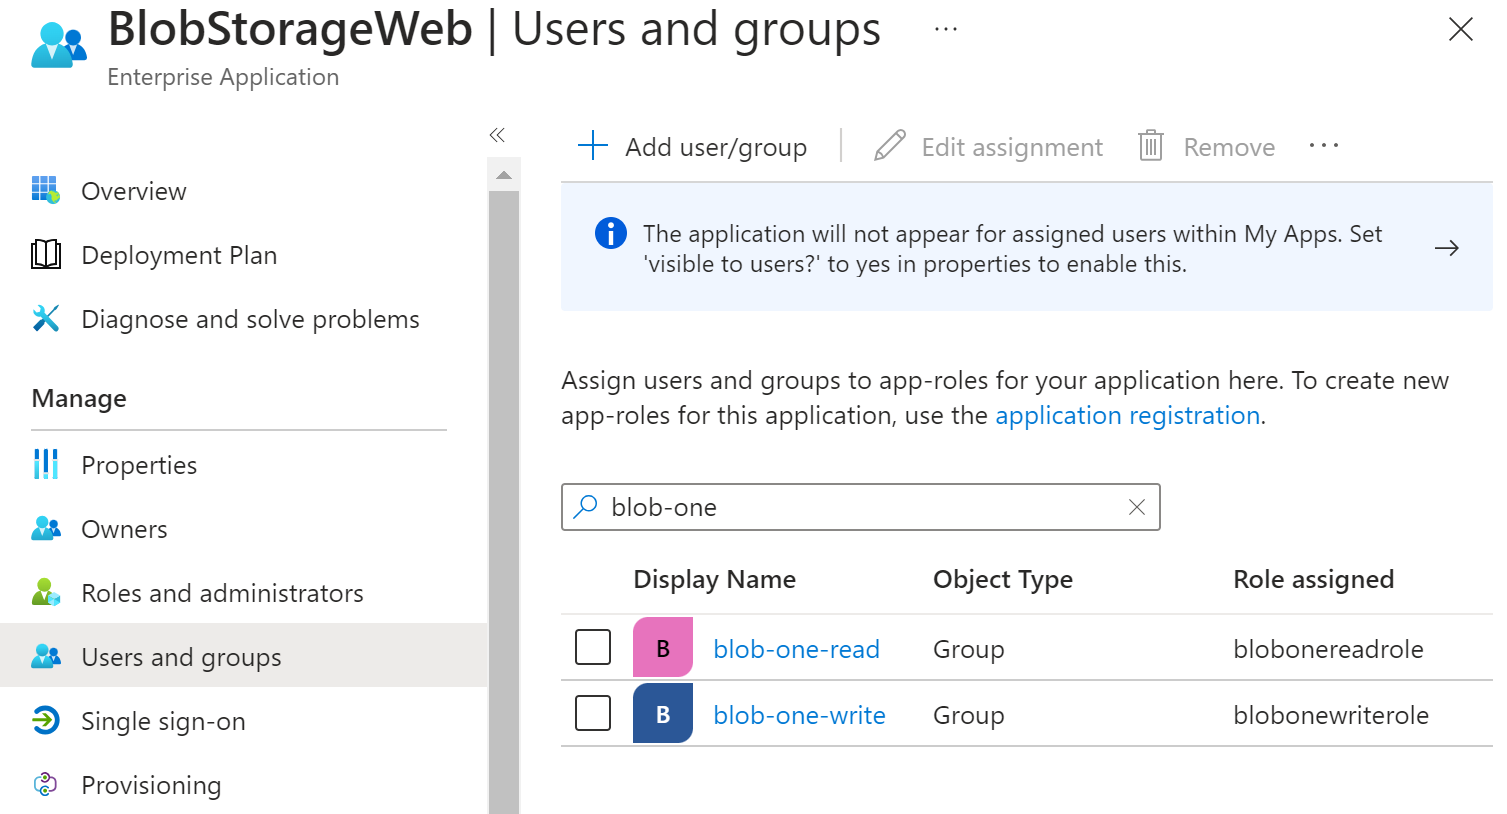 BlobStorageWeb | Users and groups ...
Enterprise Application
Overview
Deployment Plan
Diagnose and solve problems
Manage
Properties
Owners
Roles and administrators
Users and groups
Single sign-on
Provisioning
Add user/group
Edit assignment
Remove
...
The application will not appear for assigned users within My Apps. Set
'visible to users?' to yes in properties to enable this.
Assign users and groups to app-roles for your application here. To create new
app-roles for this application, use the application registration.
blob-one
Display Name Object Type Role assigned
B blob-one-read Group blobonereadrole
B blob-one-write Group blobonewriterole